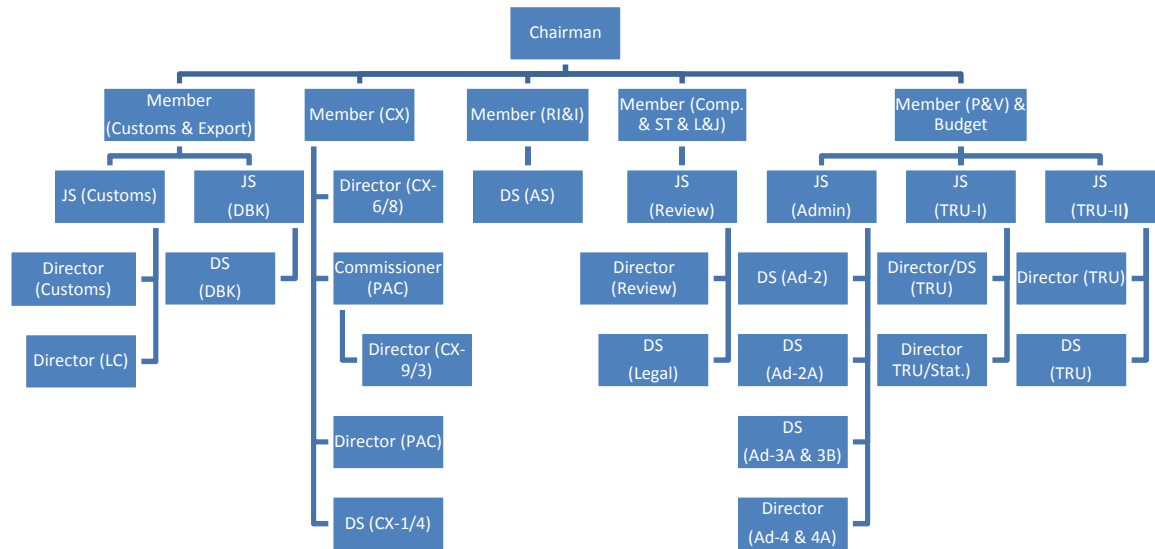 Chairman
Member
(Customs & Export)
Member (CX)
Member (RI&I)
Member (Comp.
& ST & L&J)
Member (P&V) &
Budget
JS (Customs)
JS
(DBK)
Director (CX-
6/8)
DS (AS)
JS
(Review)
JS
(Admin)
JS
(TRU-I)
JS
(TRU-II)
Director
(Customs)
DS
(DBK)
Commissioner
(PAC)
Director
(Review)
DS (Ad-2)
Director/DS
(TRU)
Director (TRU)
Director (LC)
Director (CX-
9/3)
DS
(Legal)
DS
(Ad-2A)
Director
TRU/Stat.)
DS
(TRU)
Director (PAC)
DS
(Ad-3A & 3B)
DS (CX-1/4)
Director
(Ad-4 & 4A)